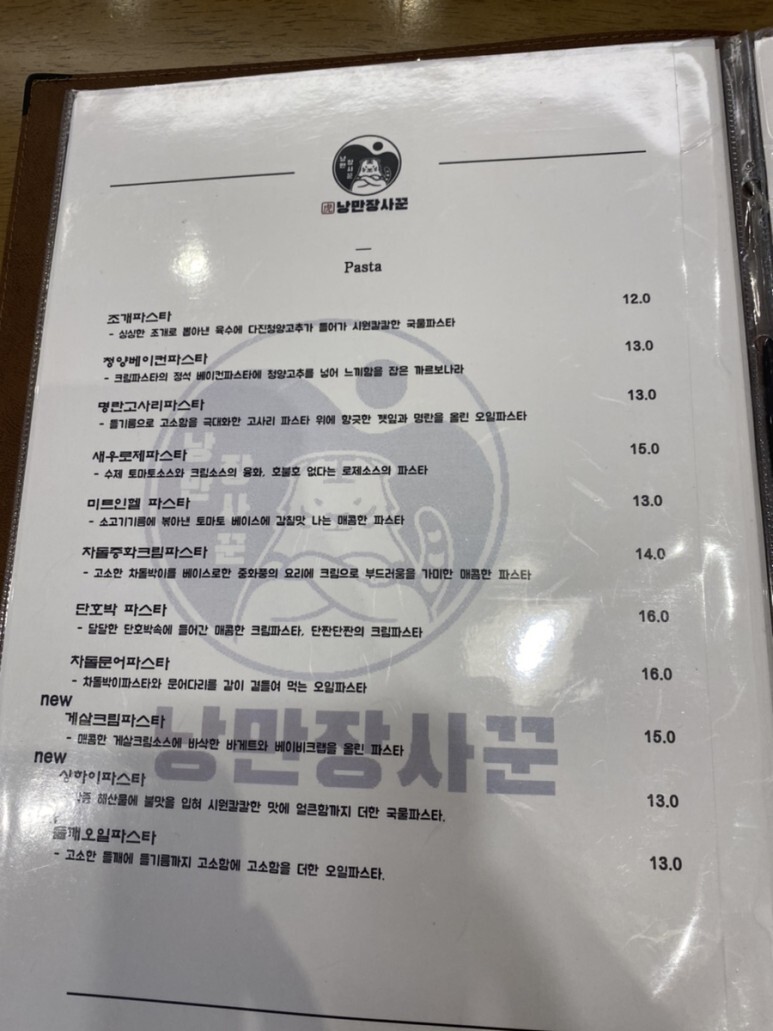 낭만
장사꾼
낭만장사꾼
Pasta
조개파스타 12.0
- 싱싱한 조개로 뽑아낸 육수에 다진청양고추가 들어가 시원칼칼한 국물파스타
청양베이컨파스타 13.0
- 크림파스타의 정석 베이컨파스타에 청양고추를 넣어 느끼함을 잡은 까르보나라
명란고사리파스타 13.0
- 들기름으로 고소함을 극대화한 고사리 파스타 위에 향긋한 깻잎과 명란을 올린 오일파스타
새우로제파스타 15.0
- 수제 토마토소스와 크림소스의 융화, 호불호 없다는 로제소스의 파스타
미트인헬 파스타 13.0
- 소고기기름에 볶아낸 토마토 베이스에 감칠맛 나는 매콤한 파스타
차돌중화크림파스타 14.0
- 고소한 차돌박이를 베이스로한 중화풍의 요리에 크림으로 부드러움을 가미한 매콤한 파스타
단호박 파스타 16.0
- 달달한 단호박속에 들어간 매콤한 크림파스타, 단짠단짠의 크림파스타
차돌문어파스타 16.0
- 차돌박이파스타와 문어다리를 같이 곁들여 먹는 오일파스타
new
게살크림파스타 15.0
- 매콤한 게살크림소스에 바삭한 바게트와 베이비크랩을 올린 파스타
new
상하이파스타 13.0
해산물에 불맛을 입혀 시원칼칼한 맛에 얼큰함까지 더한 국물파스타.
들깨오일파스타 13.0
- 고소한 들깨에 들기름까지 고소함에 고소함을 더한 오일파스타.
낭만
장사꾼
낭만장사꾼